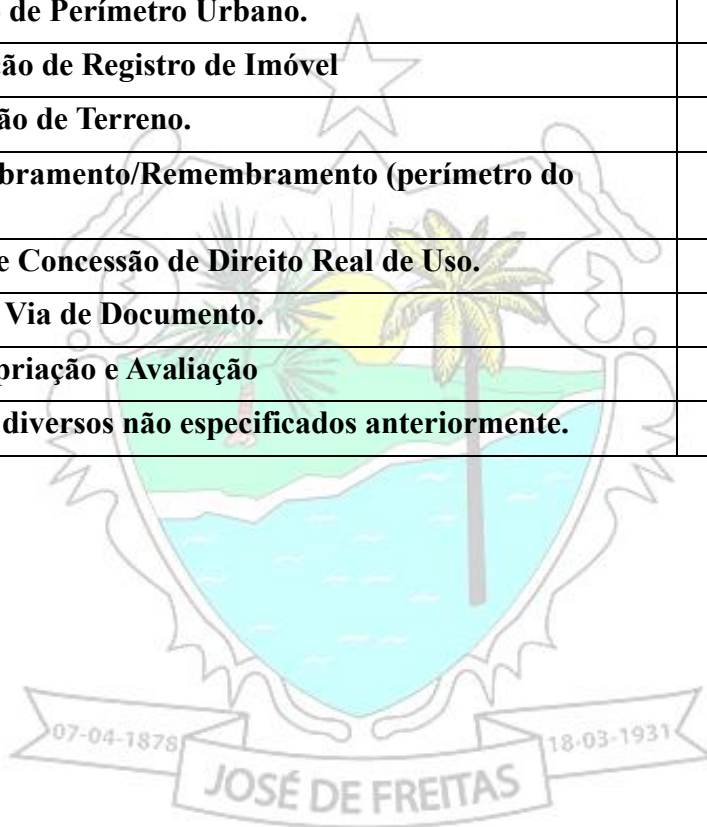 de Perímetro Urbano.
ção de Registro de Imóvel
ão de Terreno.
bramento/Remembramento (perímetro do
e Concessão de Direito Real de Uso.
Via de Documento.
priação e Avaliação
diversos não especificados anteriormente.
07-04-1878
18-03-1931
JOSÉ DE FREITAS